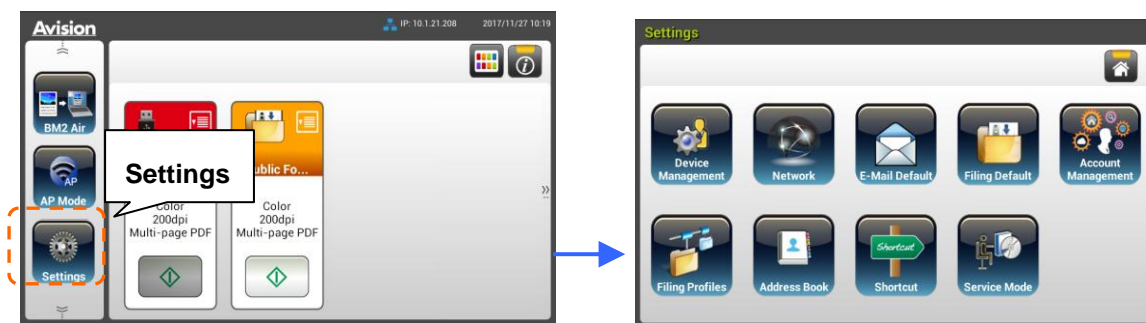 Avision
IP: 10.1.21.208 2017/11/27 10:19
BM2 Air
AP
AP Mode
Settings
Settings
ublic Fo...
Color
200dpi
Multi-page PDF
Color
200dpi
Multi-page PDF
Settings
Device
Management
Network
E-Mail Default
Filing Default
Account
Management
Filing Profiles
Address Book
Shortcut
Shortcut
Service Mode